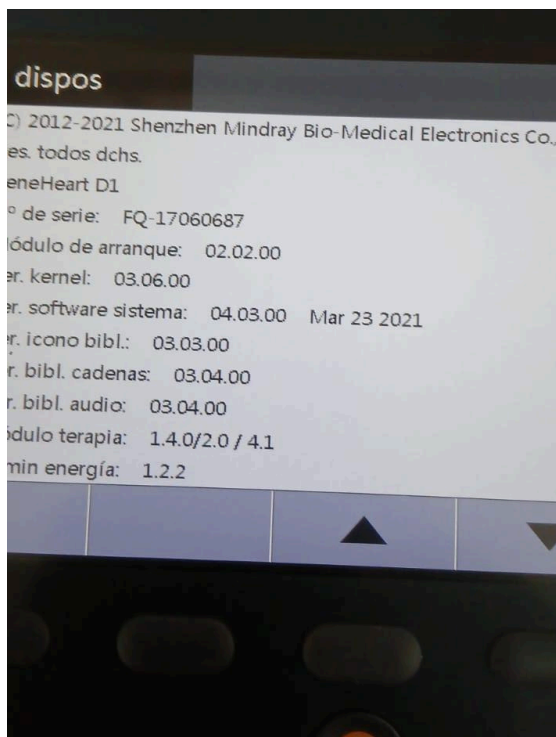 dispos
C) 2012-2021 Shenzhen Mindray Bio-Medical Electronics Co.,
es. todos dchs.
eneHeart D1
º de serie: FQ-17060687
ódulo de arranque: 02.02.00
er. kernel: 03.06.00
er. software sistema: 04.03.00 Mar 23 2021
er. icono bibl.: 03.03.00
r. bibl. cadenas: 03.04.00
r. bibl. audio: 03.04.00
ódulo terapia: 1.4.0/2.0 / 4.1
min energía: 1.2.2